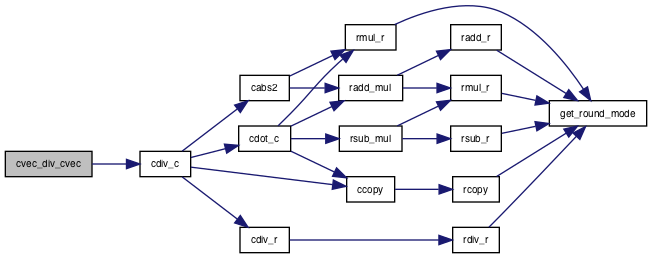 rmul_r
radd_r
cabs2
radd_mul
rmul_r
get_round_mode
cdot_c
rsub_mul
rsub_r
cvec_div_cvec
cdiv_c
ccopy
rcopy
cdiv_r
rdiv_r